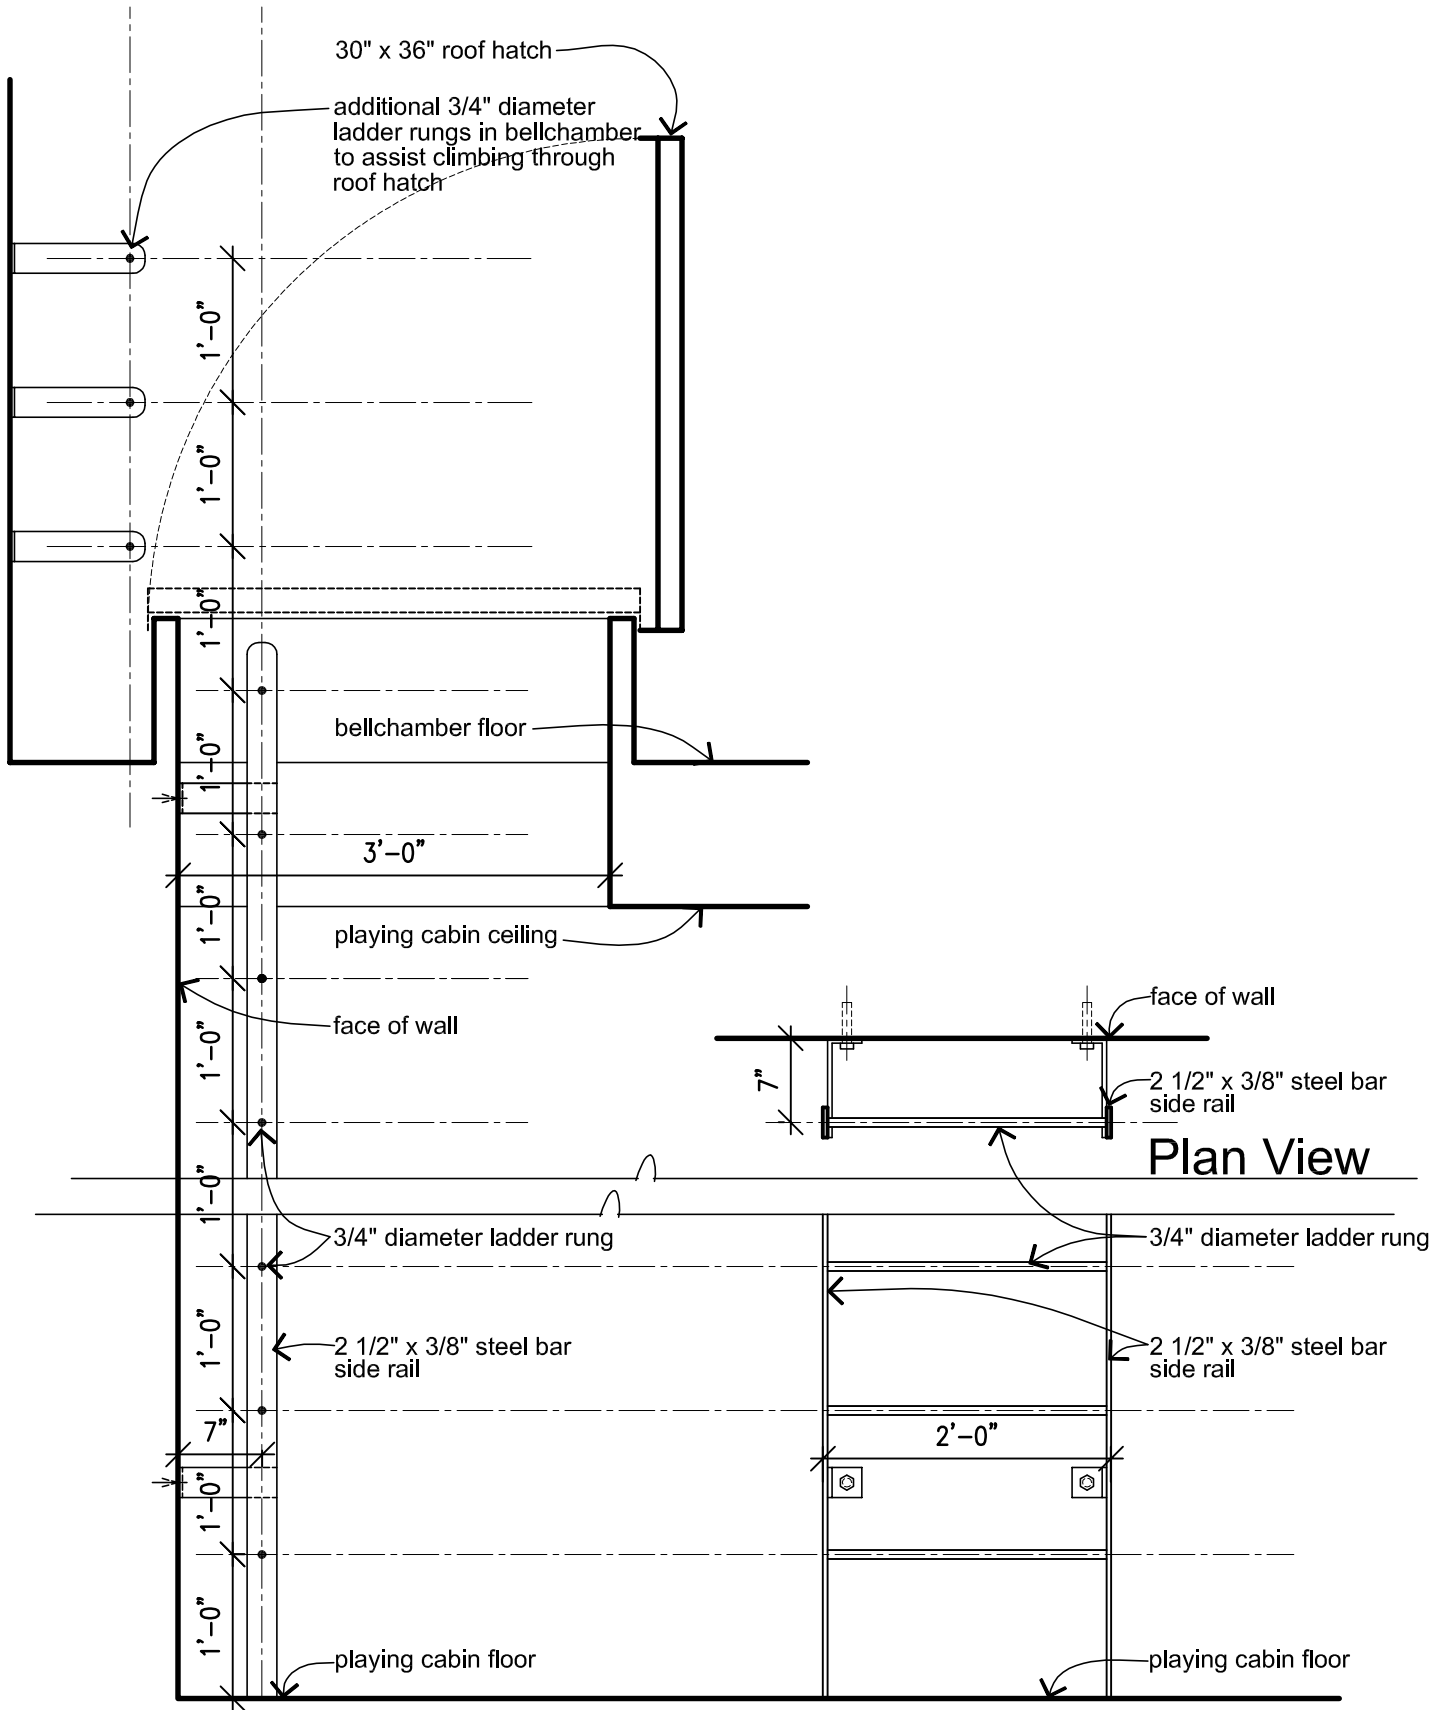 30" x 36" roof hatch
additional 3/4" diameter
ladder rungs in bellchamber
to assist climbing through
roof hatch
1'-0"
1'-0"
1'-0"
bellchamber floor
1'-0"
3'-0"
1'-0"
playing cabin ceiling
face of wall
1'-0"
face of wall
7"
2 1/2" x 3/8" steel bar
side rail
Plan View
1'-0"
3/4" diameter ladder rung
3/4" diameter ladder rung
1'-0"
2 1/2" x 3/8" steel bar
side rail
2 1/2" x 3/8" steel bar
side rail
7"
2'-0"
1'-0"
1'-0"
playing cabin floor
playing cabin floor